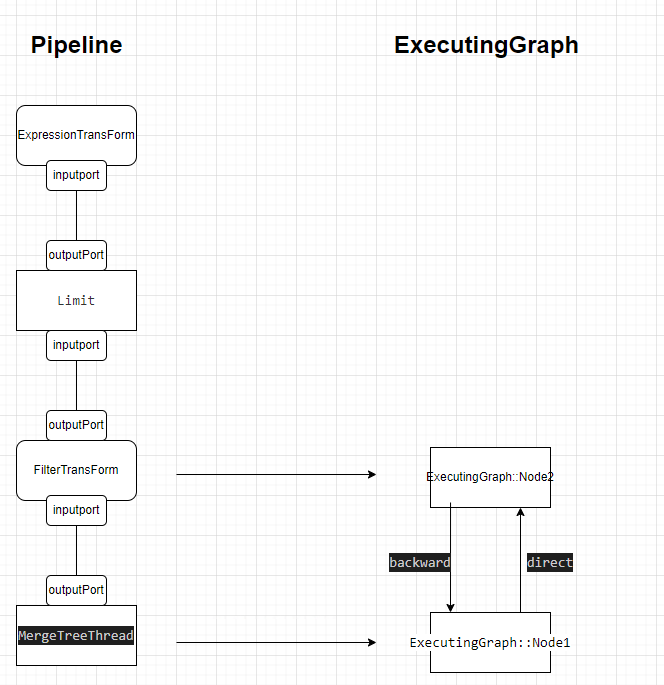 Pipeline
ExecutingGraph
ExpressionTransForm
inputport
outputPort
Limit
inputport
outputPort
FilterTransForm
ExecutingGraph::Node2
inputport
backward
direct
outputPort
MergeTreeThread
ExecutingGraph::Node1